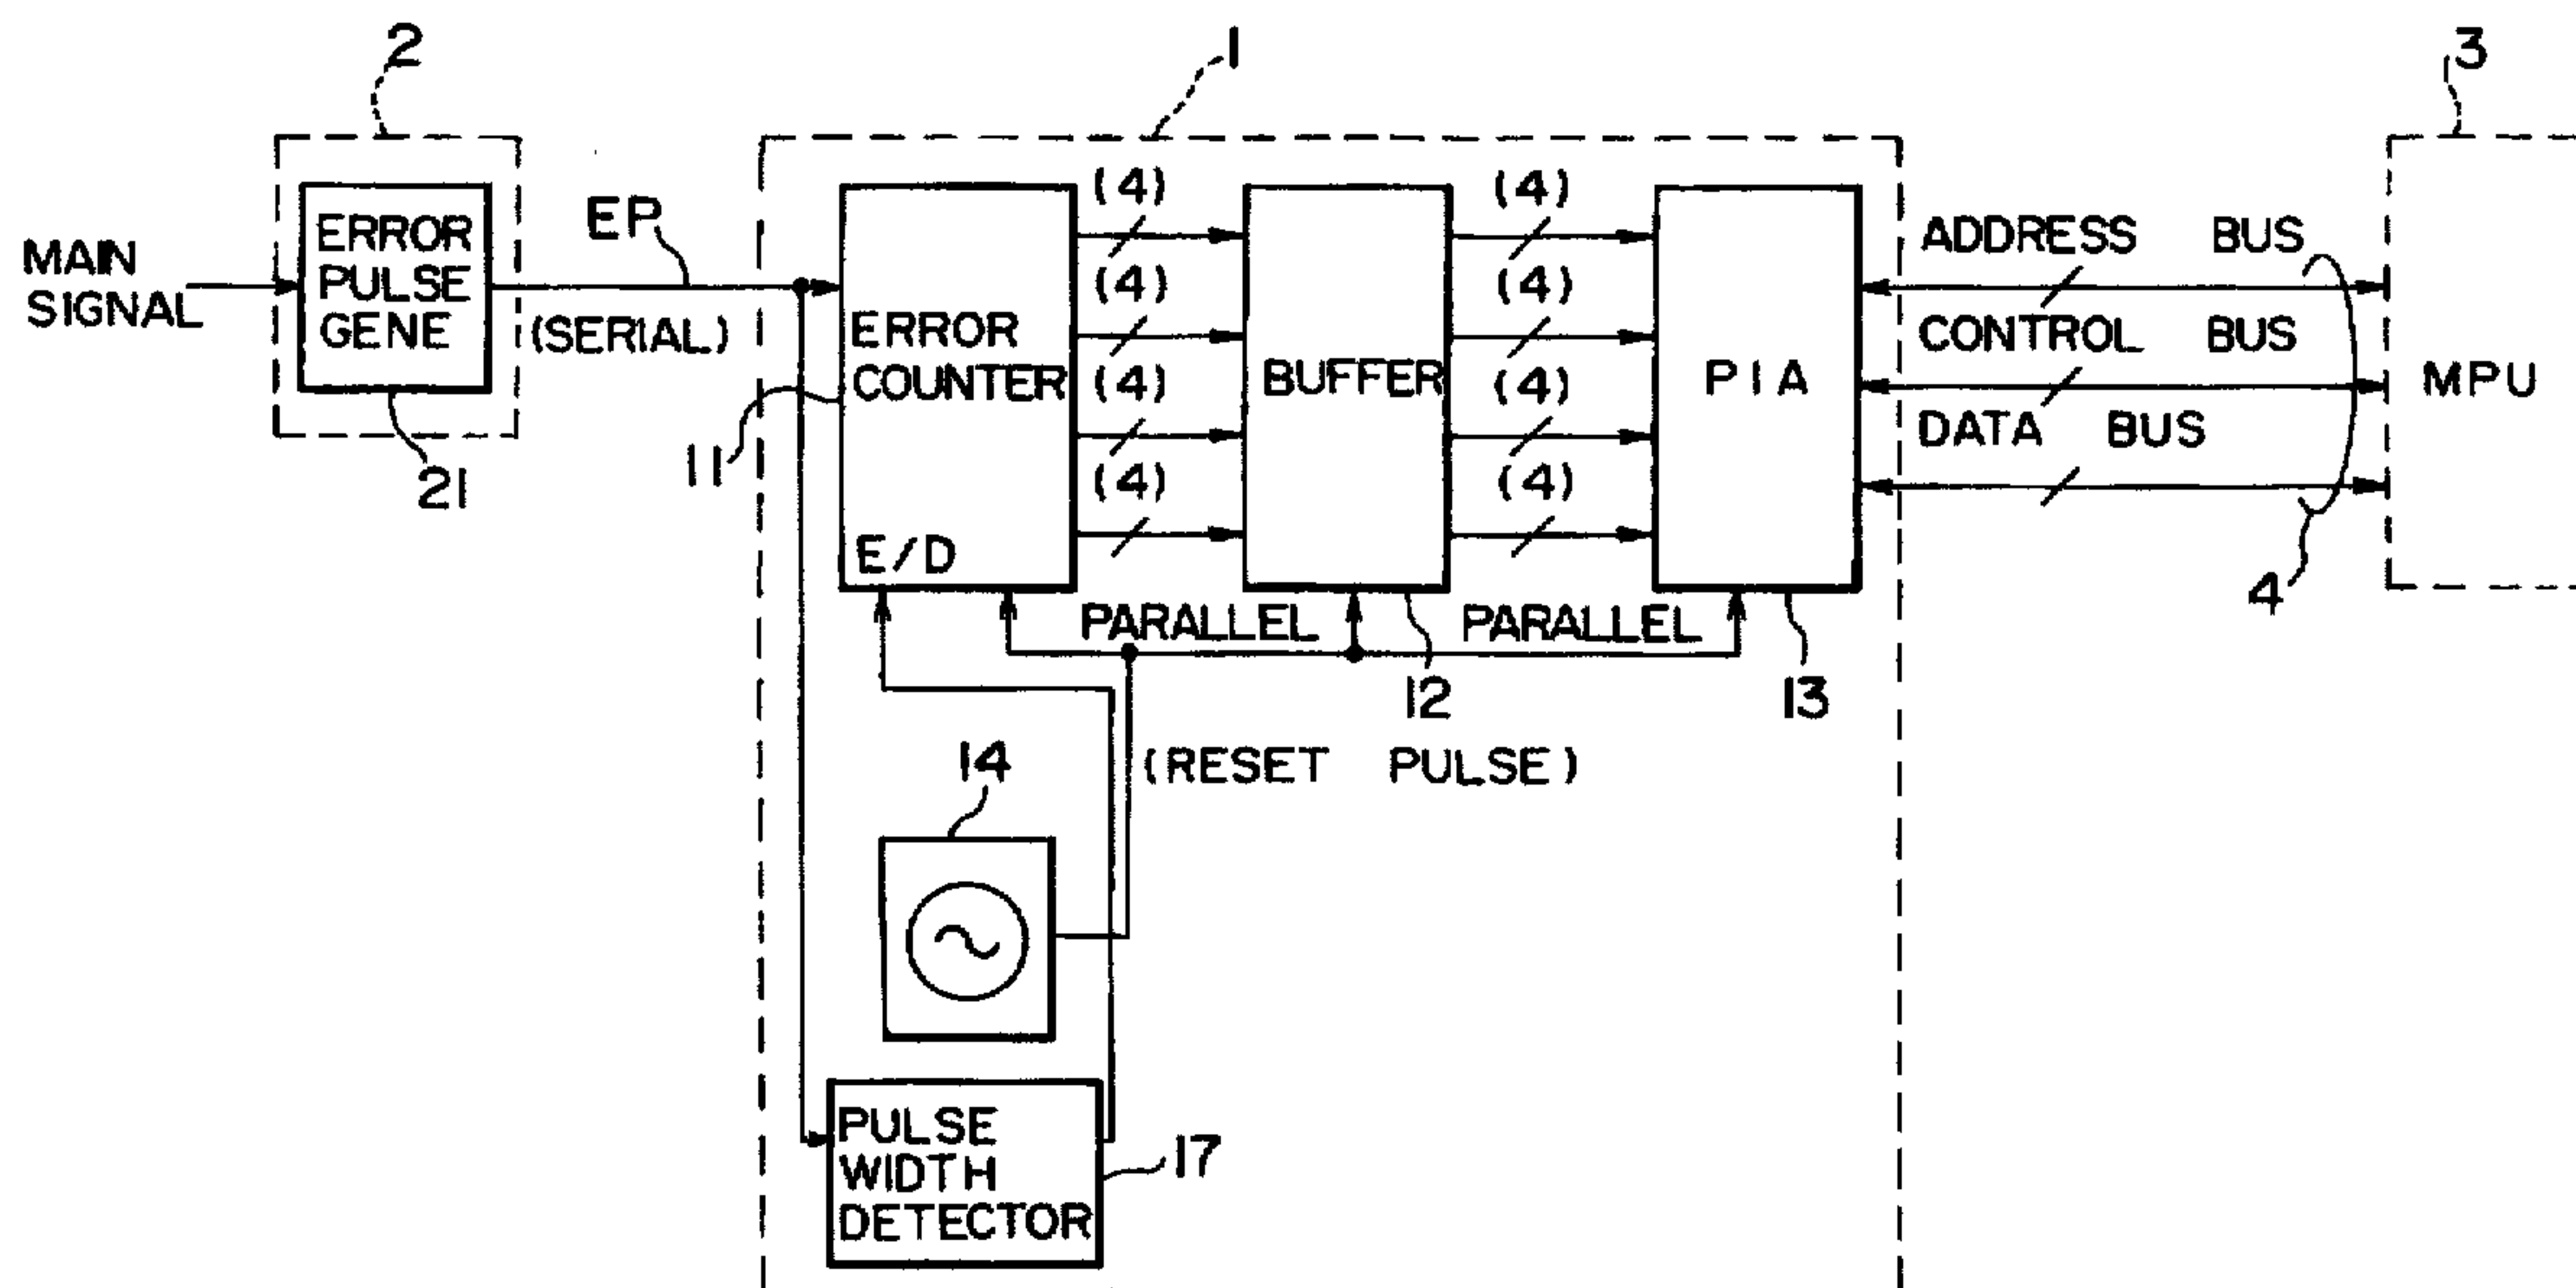 2
1
3
MAIN
SIGNAL
ERROR
PULSE
GENE
21
EP
(SERIAL)
11
ERROR
COUNTER
E/D
(4)
(4)
(4)
(4)
BUFFER
(4)
(4)
(4)
(4)
PIA
ADDRESS BUS
CONTROL BUS
DATA BUS
4
MPU
PARALLEL
PARALLEL
12
13
(RESET PULSE)
14
PULSE
WIDTH
DETECTOR
17